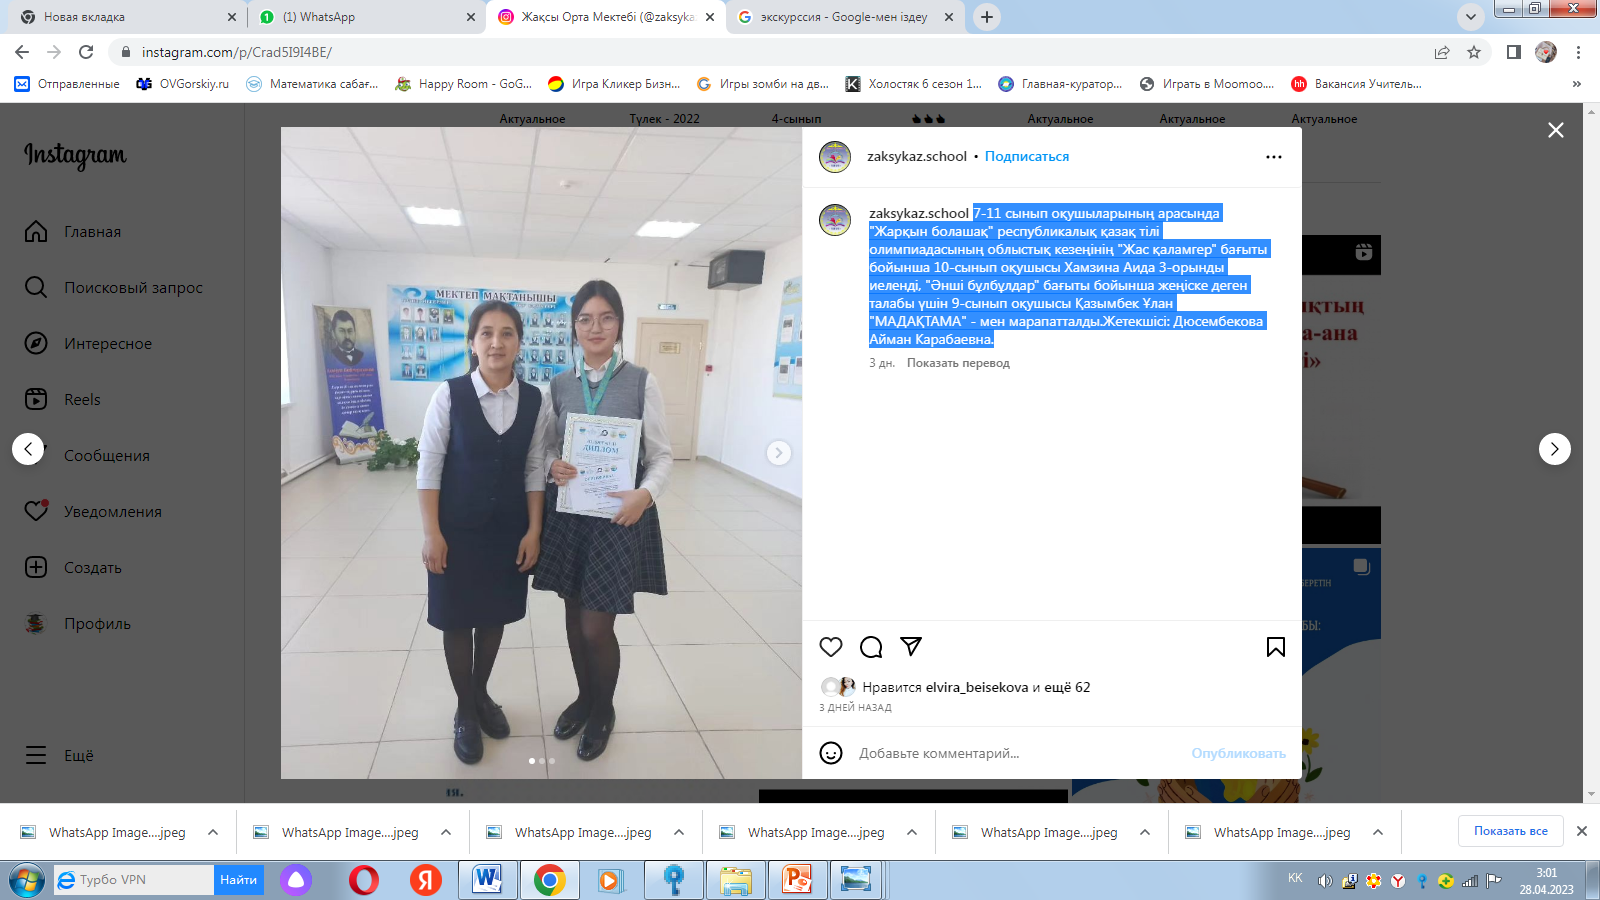 Новая вкладка
(1) WhatsApp
Жақсы Орта Мектебі (@zaksyka
экскурссия - Google-мен іздеу
instagram.com/p/Crad5I9I4BE/
Отправленные
OVGorskiy.ru
Математика сабағ...
Happy Room - GoG...
Игра Кликер Бизн...
Игры зомби на дв...
Холостяк 6 сезон 1...
Главная-куратор...
Играть в Moomoo....
Вакансия Учитель...
Актуальное
Түлек - 2022
4-сынып
Актуальное
Актуальное
Актуальное
Instagram
Главная
Поисковый запрос
Интересное
Reels
Сообщения
Уведомления
Создать
Профиль
Ещё
МЕКТЕП МАҚТАНЫШЫ
ДИПЛОМ
zaksykaz.school • Подписаться
zaksykaz.school 7-11 сынып оқушыларының арасында
"Жарқын болашақ" республикалық қазақ тілі
олимпиадасының облыстық кезеңінің "Жас қаламгер" бағыты
бойынша 10-сынып оқушысы Хамзина Аида 3-орынды
иеленді, "Әнші бұлбұлдар" бағыты бойынша жеңіске деген
талабы үшін 9-сынып оқушысы Қазымбек Ұлан
"МАДАҚТАМА" - мен марапатталды.Жетекшісі: Дюсембекова
Айман Карабаевна.
3 дн. Показать перевод
Нравится elvira_beisekova и ещё 62
3 ДНЕЙ НАЗАД
Добавьте комментарий...
Опубликовать
WhatsApp Image....jpeg
WhatsApp Image....jpeg
WhatsApp Image....jpeg
WhatsApp Image....jpeg
WhatsApp Image....jpeg
WhatsApp Image....jpeg
Показать все
Турбо VPN
Найти
KK
3:01
28.04.2023